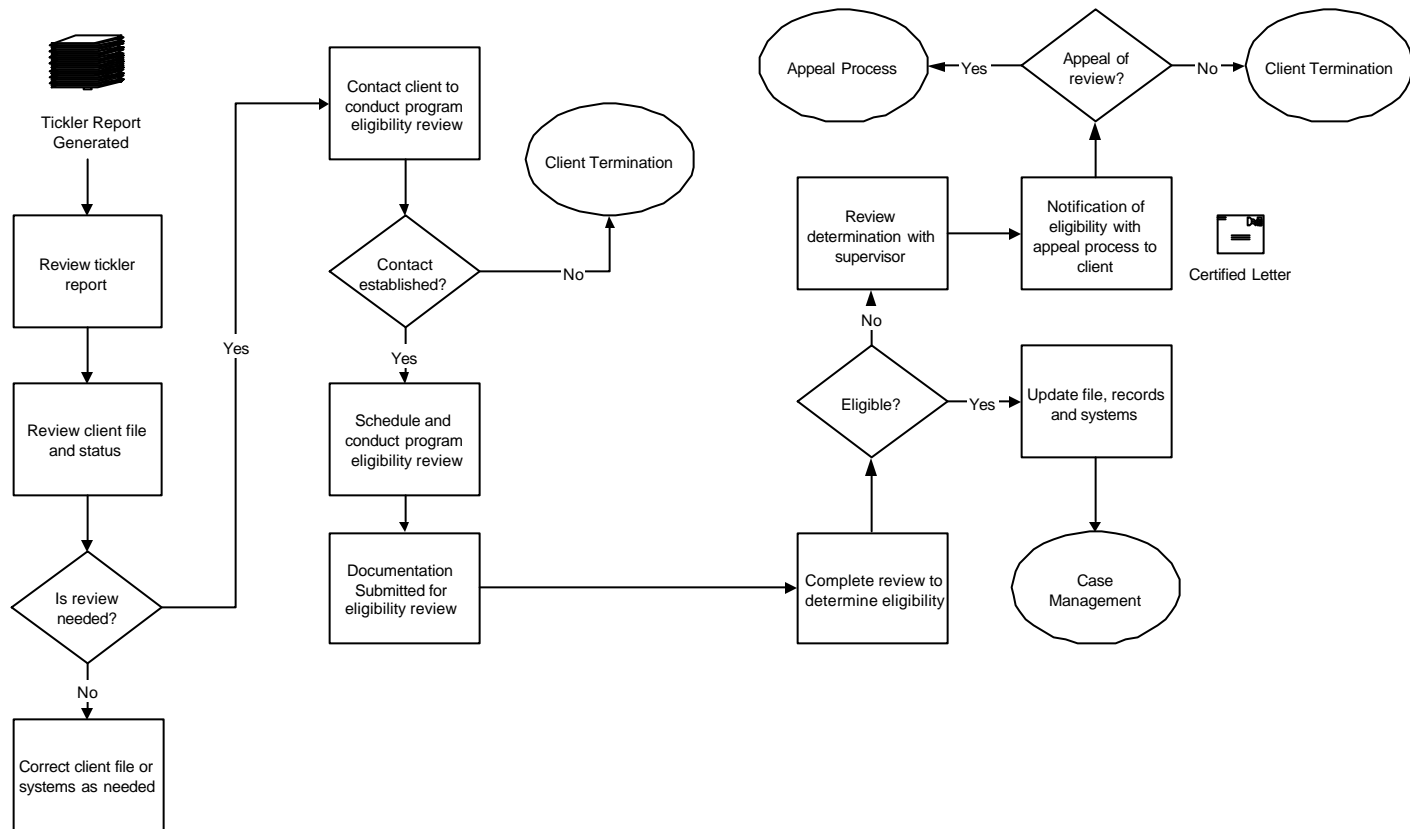 Tickler Report
Generated
Review tickler
report
Review client file
and status
Is review
needed?
No
Correct client file or
systems as needed
Yes
Contact client to
conduct program
eligibility review
Contact
established?
No
Client Termination
Yes
Schedule and
conduct program
eligibility review
Documentation
Submitted for
eligibility review
Complete review to
determine eligibility
Eligible?
Yes
Update file, records
and systems
Case
Management
No
Review
determination with
supervisor
Notification of
eligibility with
appeal process to
client
Certified Letter
Appeal of
review?
Yes
Appeal Process
No
Client Termination